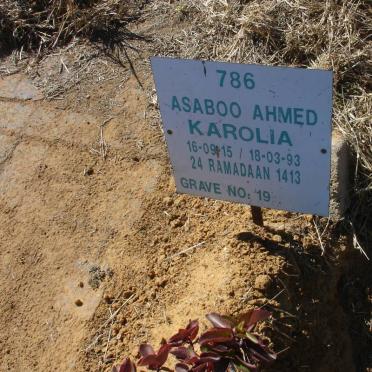 786
ASABOO AHMED
KAROLIA
16-09-15 / 18-03-93
24 RAMADAAN 1413
GRAVE NO: 19